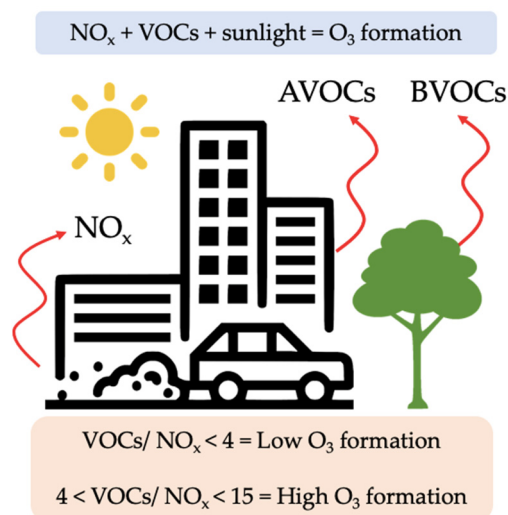 NOₓ + VOCs + sunlight = O₃ formation
AVOCs BVOCs
NOₓ
VOCs/ NOₓ < 4 = Low O₃ formation
4 < VOCs/ NOₓ < 15 = High O₃ formation